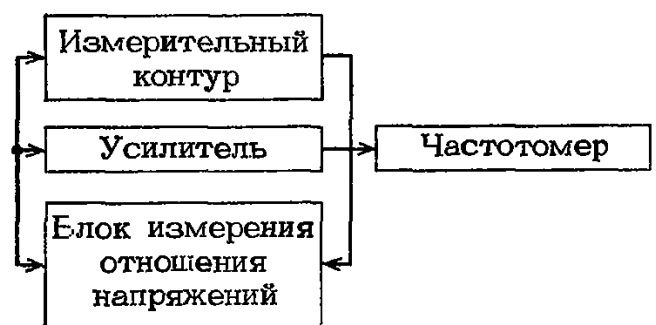 Измерительный
контур
Усилитель
Частотомер
Блок измерения
отношения
напряжений